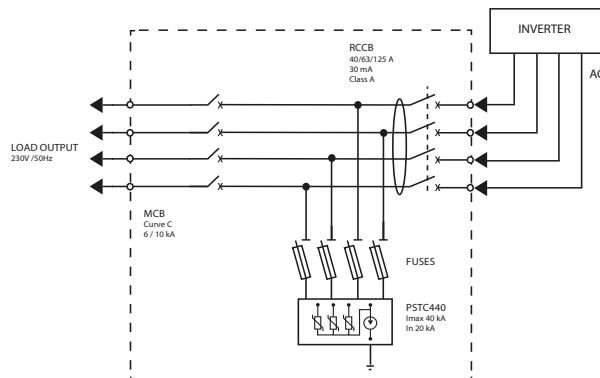 INVERTER
RCCB
40/63/125 A
30 mA
Class A
AC
LOAD OUTPUT
230V /50Hz
MCB
Curve C
6 / 10 kA
FUSES
PSTC440
Imax 40 kA
In 20 kA